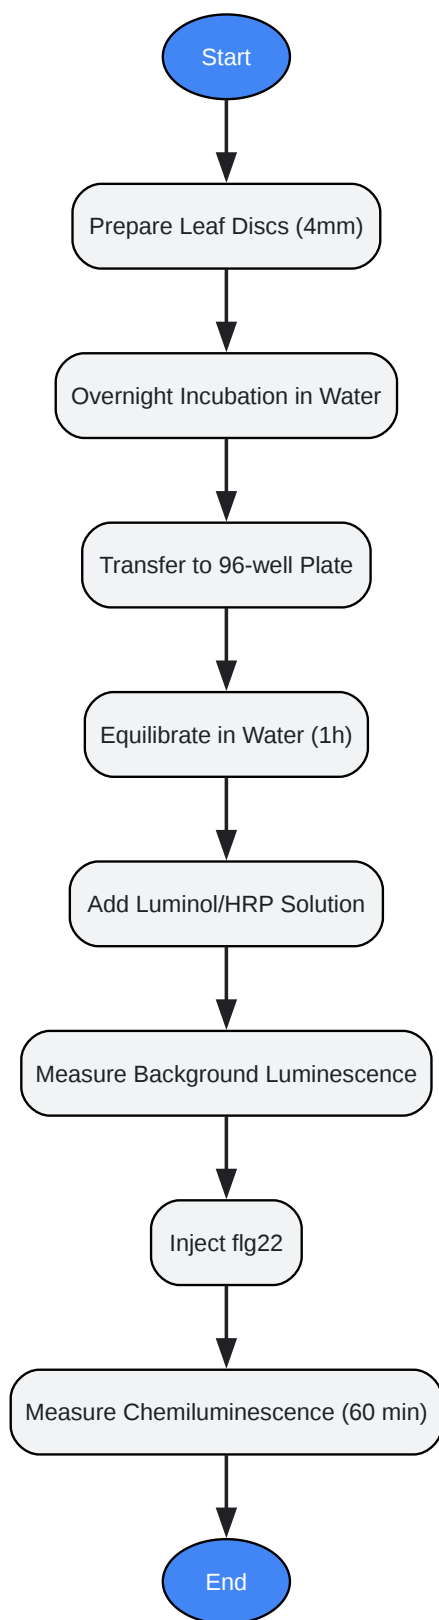 Start
Prepare Leaf Discs (4mm)
Overnight Incubation in Water
Transfer to 96-well Plate
Equilibrate in Water (1h)
Add Luminol/HRP Solution
Measure Background Luminescence
Inject flg22
Measure Chemiluminescence (60 min)
End